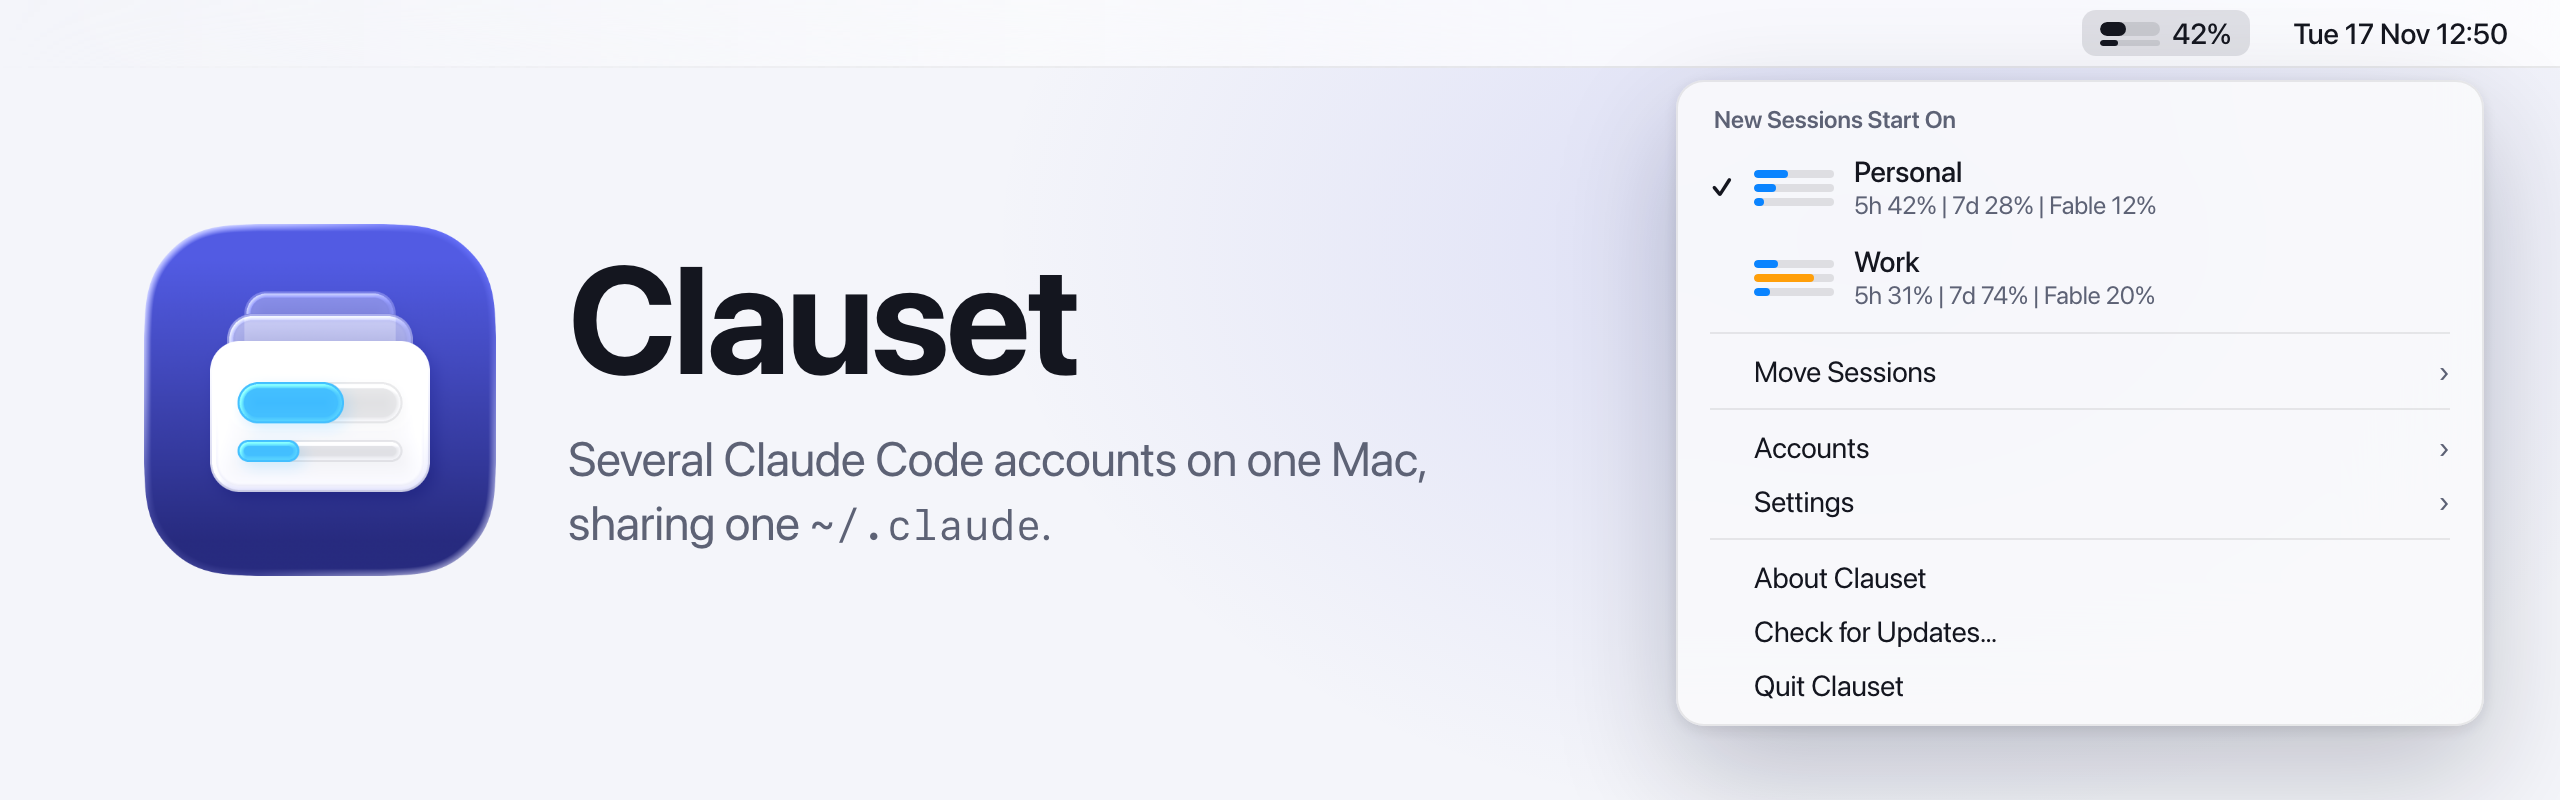 42%
Tue 17 Nov 12:50
Clauset
Several Claude Code accounts on one Mac,
sharing one ~/.claude.
New Sessions Start On
Personal
5h 42% | 7d 28% | Fable 12%
Work
5h 31% | 7d 74% | Fable 20%
Move Sessions
Accounts
Settings
About Clauset
Check for Updates...
Quit Clauset